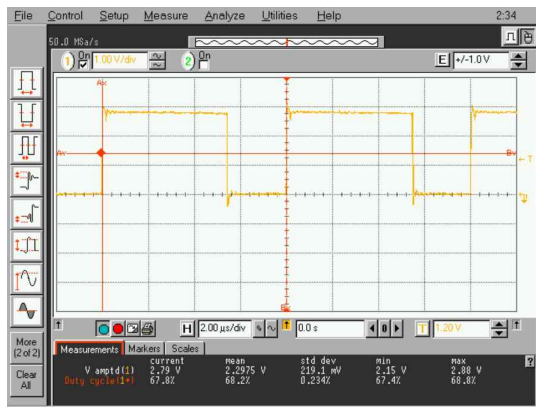 File Control Setup Measure Analyze Utilities Help 2:34
50.0 MSa/s
1 On 1.00 V/div 2 On E +/-1.0 V
Ax
Ax Bx
T
H 2.00 µs/div 0.0 s 0 T 1.20 V
More
(2 of 2)
Clear
All
Measurements Markers Scales ?
current mean std dev min max
V amptd(1) 2.79 V 2.2975 V 219.1 mV 2.15 V 2.88 V
Duty cycle(1+) 67.8% 68.2% 0.234% 67.4% 68.8%